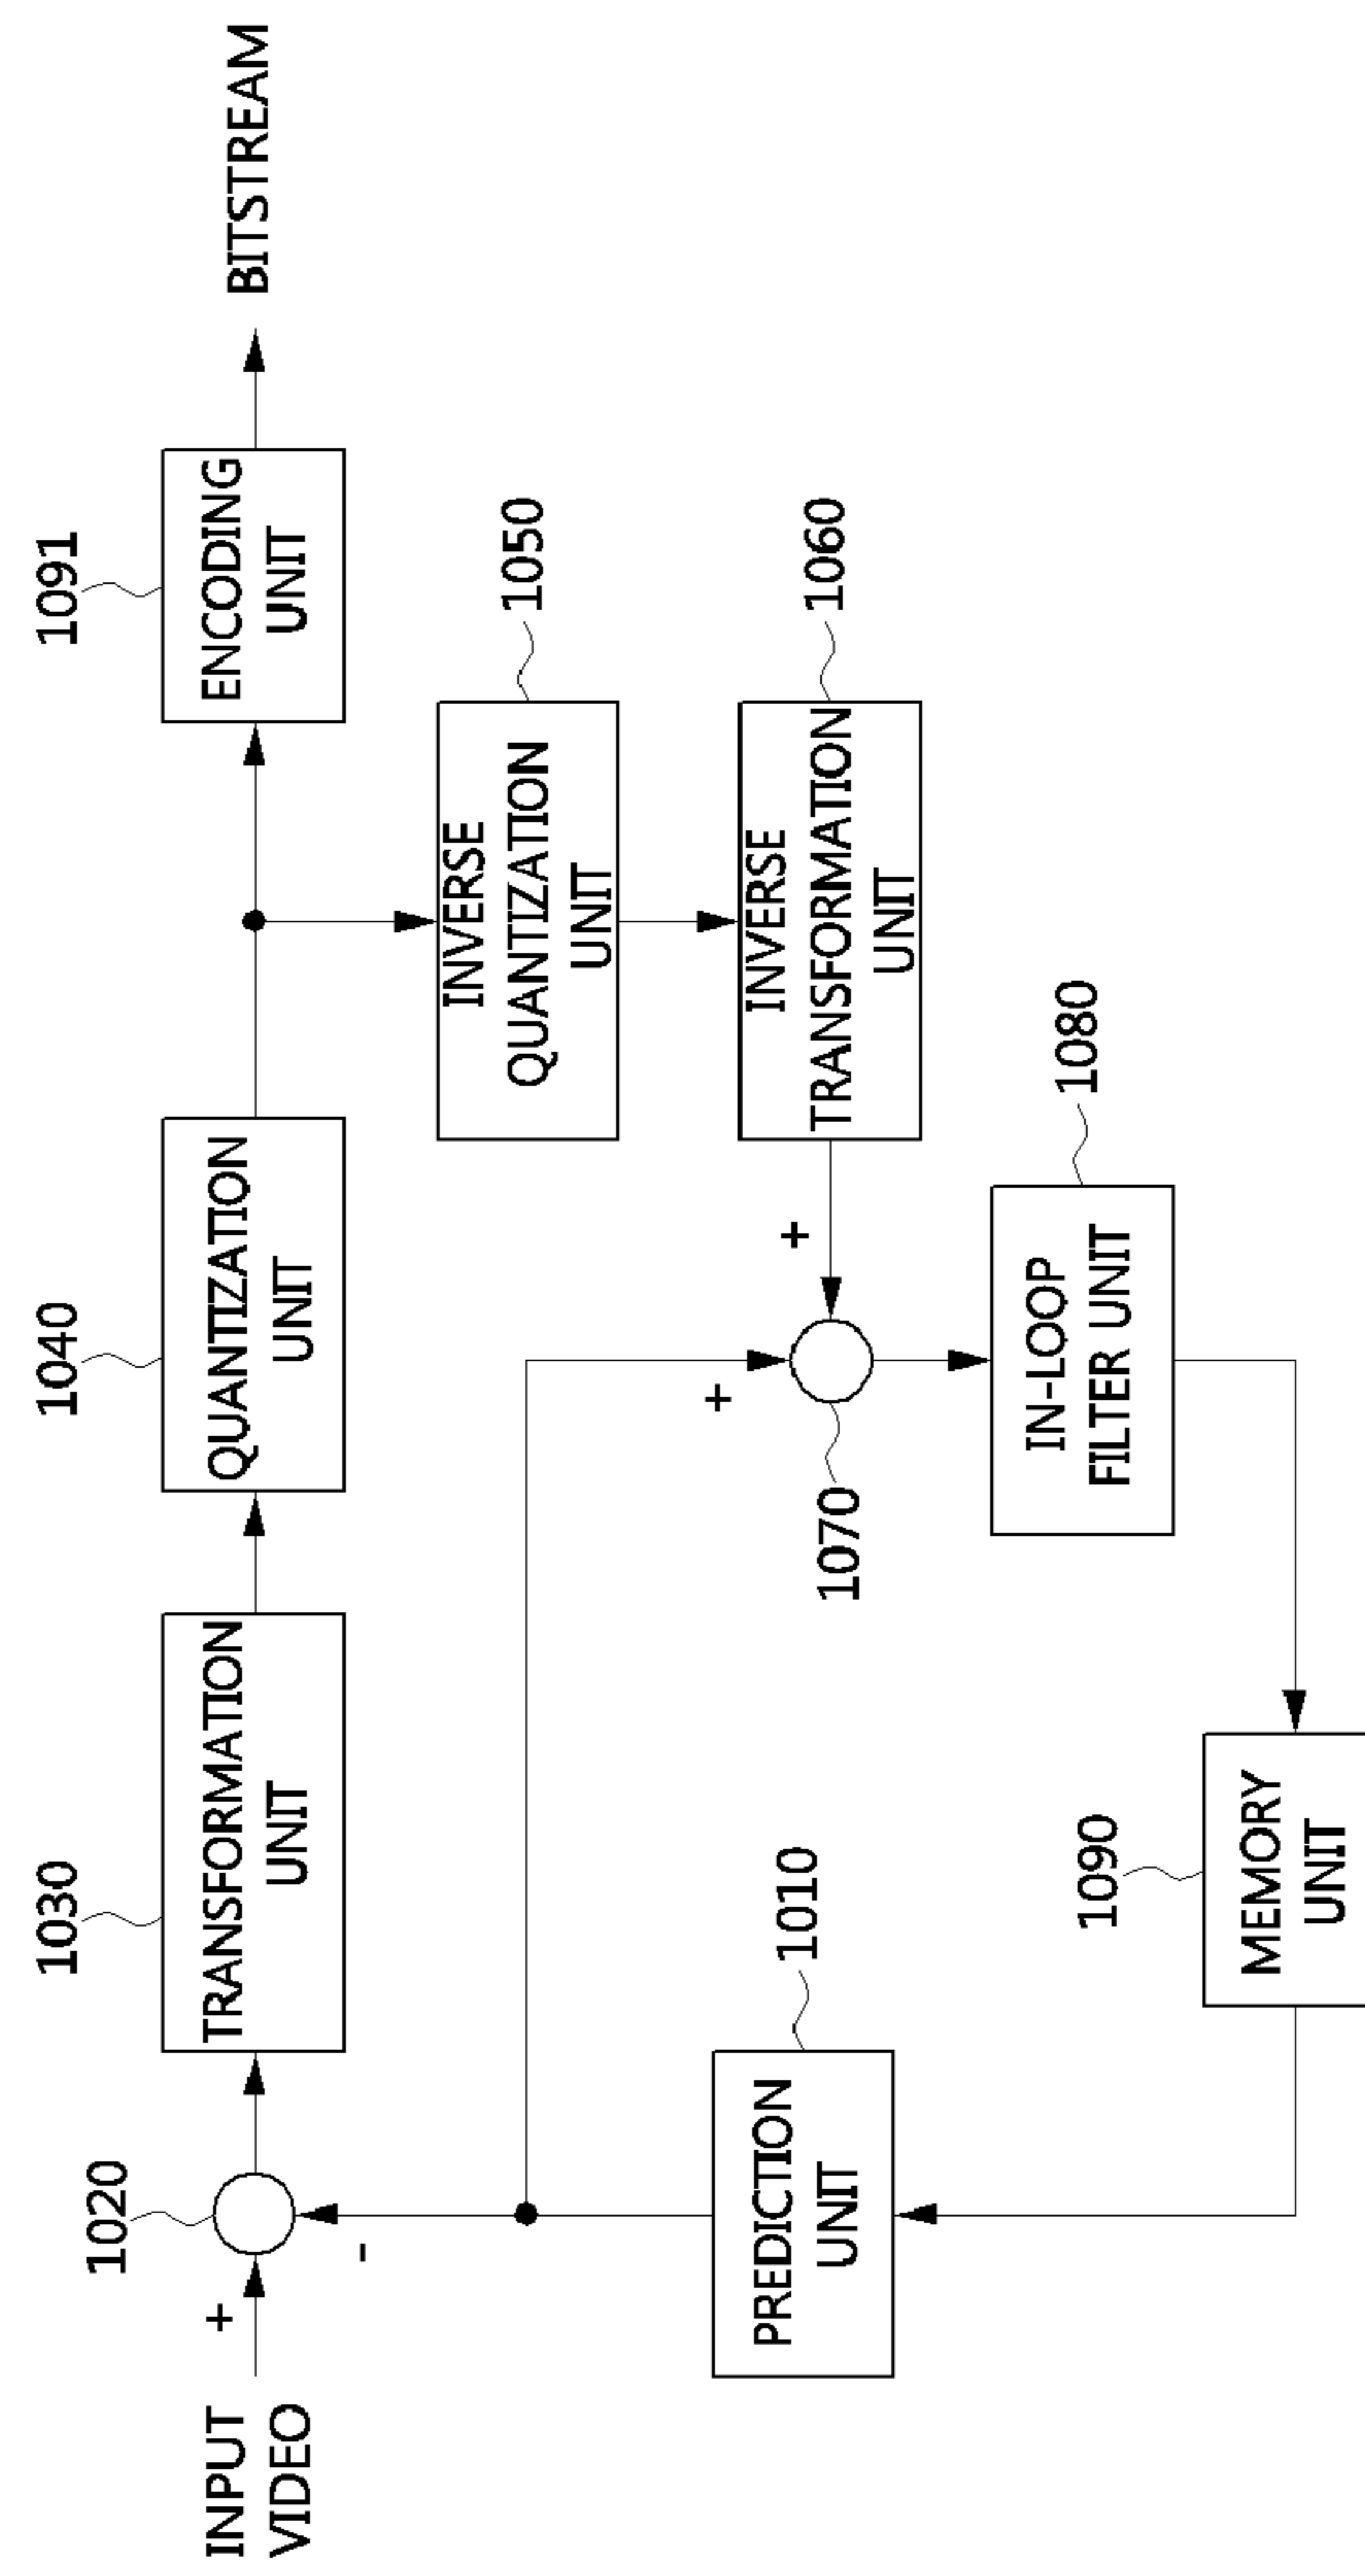 1020
1030
1040
1091
INPUT
VIDEO
+
-
TRANSFORMATION
UNIT
QUANTIZATION
UNIT
ENCODING
UNIT
BITSTREAM
INVERSE
QUANTIZATION
UNIT
1050
INVERSE
TRANSFORMATION
UNIT
1060
+
+
1070
PREDICTION
UNIT
1010
IN-LOOP
FILTER UNIT
1080
MEMORY
UNIT
1090